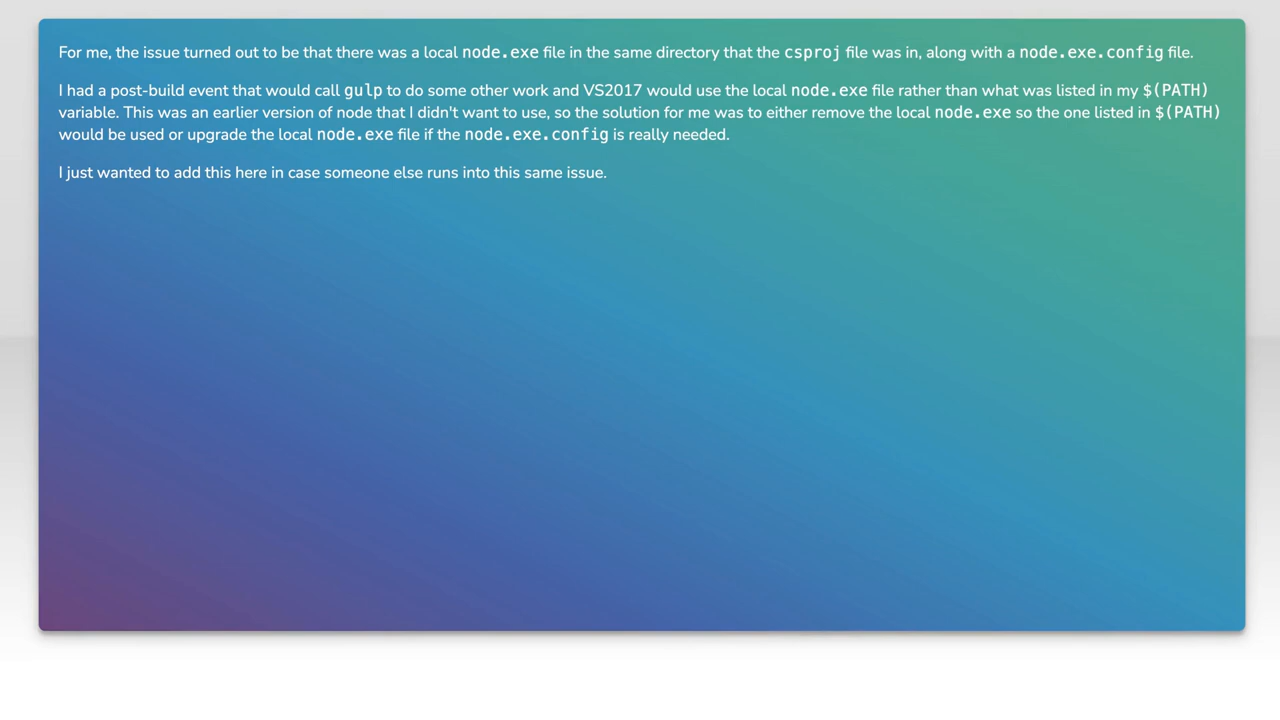 For me, the issue turned out to be that there was a local node.exe file in the same directory that the csproj file was in, along with a node.exe.config file.
I had a post-build event that would call gulp to do some other work and VS2017 would use the local node.exe file rather than what was listed in my $(PATH)
variable. This was an earlier version of node that I didn't want to use, so the solution for me was to either remove the local node.exe so the one listed in $(PATH)
would be used or upgrade the local node.exe file if the node.exe.config is really needed.
I just wanted to add this here in case someone else runs into this same issue.